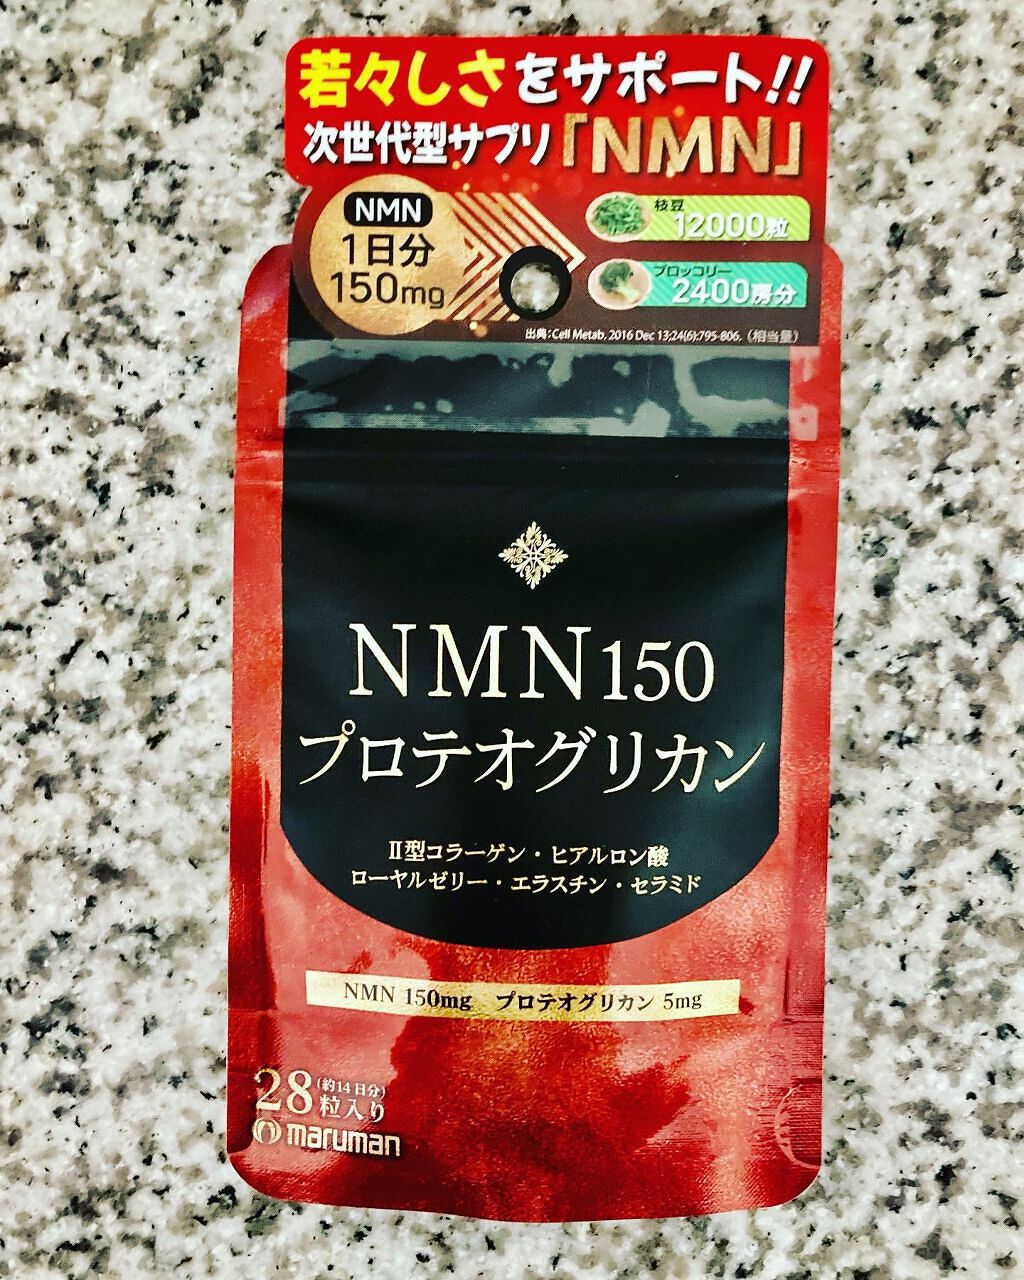 若々しさをサポート!!
次世代型サプリ「NMN」
NMN
1日分
150mg
枝豆
12000粒
ブロッコリー
2400房分
出典:Cell Metab. 2016 Dec 13;24(6):795-806.（相当量）
NMN150
プロテオグリカン
II型コラーゲン・ヒアルロン酸
ローヤルゼリー・エラスチン・セラミド
NMN 150mg プロテオグリカン 5mg
28粒入り(約14日分)
maruman